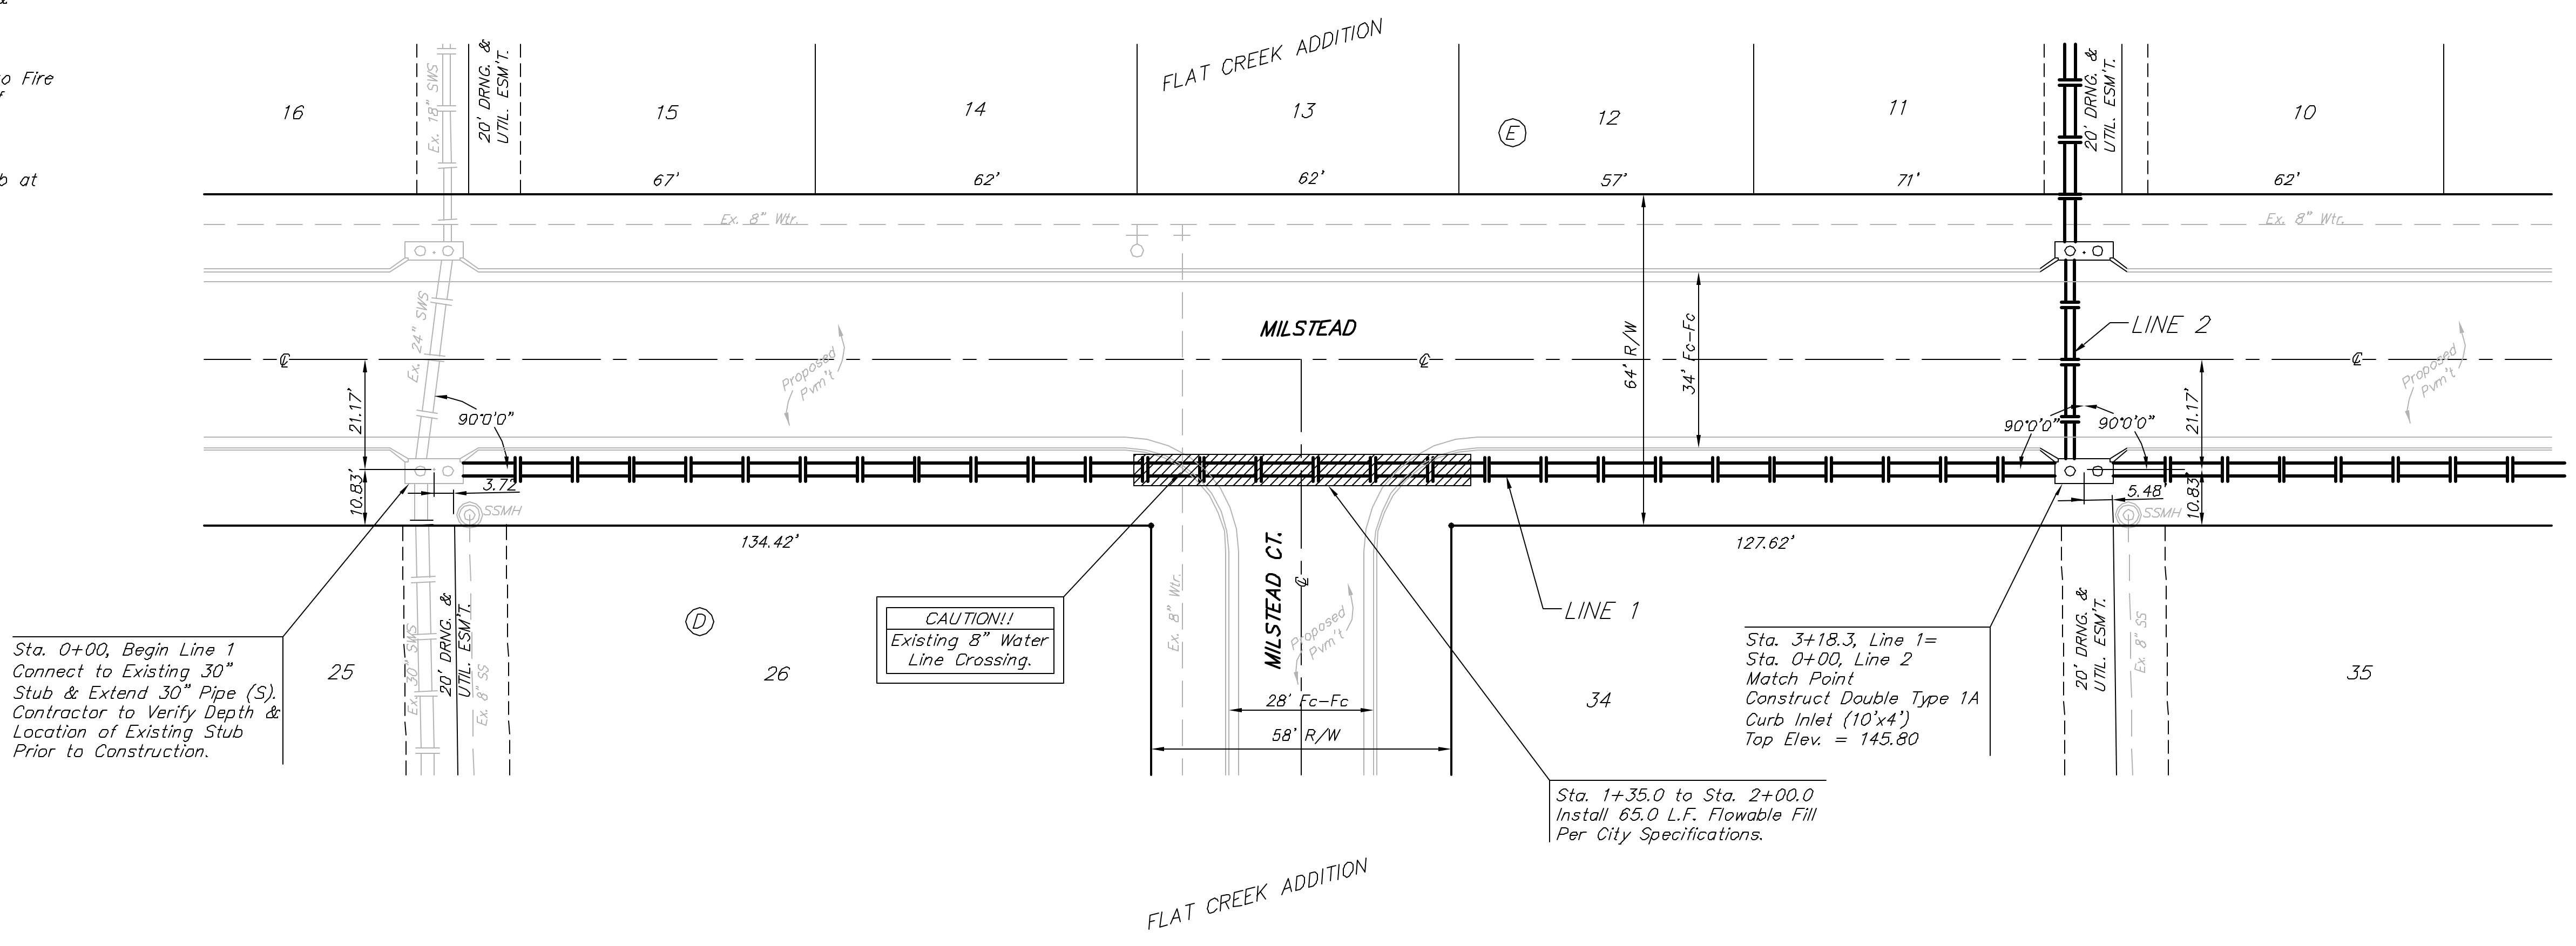 o Fire
b at
FLAT CREEK ADDITION
16
Ex. 18" SWS
20' DRNG. &
UTIL. ESM'T.
15
14
13
12
11
10
E
20' DRNG. &
UTIL. ESM'T.
67'
62'
62'
57'
71'
62'
Ex. 8" Wtr.
Ex. 8" Wtr.
Ex. 24" SWS
MILSTEAD
64' R/W
34' Fc-Fc
LINE 2
℄
℄
℄
Proposed
Pvm't
Proposed
Pvm't
21.17'
90°0'0"
90°0'0"
90°0'0"
21.17'
10.83'
3.72'
SSMH
5.48'
10.83'
SSMH
134.42'
127.62'
MILSTEAD CT.
℄
Ex. 8" Wtr.
Proposed
Pvm't
CAUTION!!
Existing 8" Water
Line Crossing.
LINE 1
D
25
26
34
35
Ex. 30" SWS
20' DRNG. &
UTIL. ESM'T.
Ex. 8" SS
20' DRNG. &
UTIL. ESM'T.
Ex. 8" SS
Sta. 0+00, Begin Line 1
Connect to Existing 30"
Stub & Extend 30" Pipe (S).
Contractor to Verify Depth &
Location of Existing Stub
Prior to Construction.
28' Fc-Fc
58' R/W
Sta. 3+18.3, Line 1=
Sta. 0+00, Line 2
Match Point
Construct Double Type 1A
Curb Inlet (10'x4')
Top Elev. = 145.80
Sta. 1+35.0 to Sta. 2+00.0
Install 65.0 L.F. Flowable Fill
Per City Specifications.
FLAT CREEK ADDITION